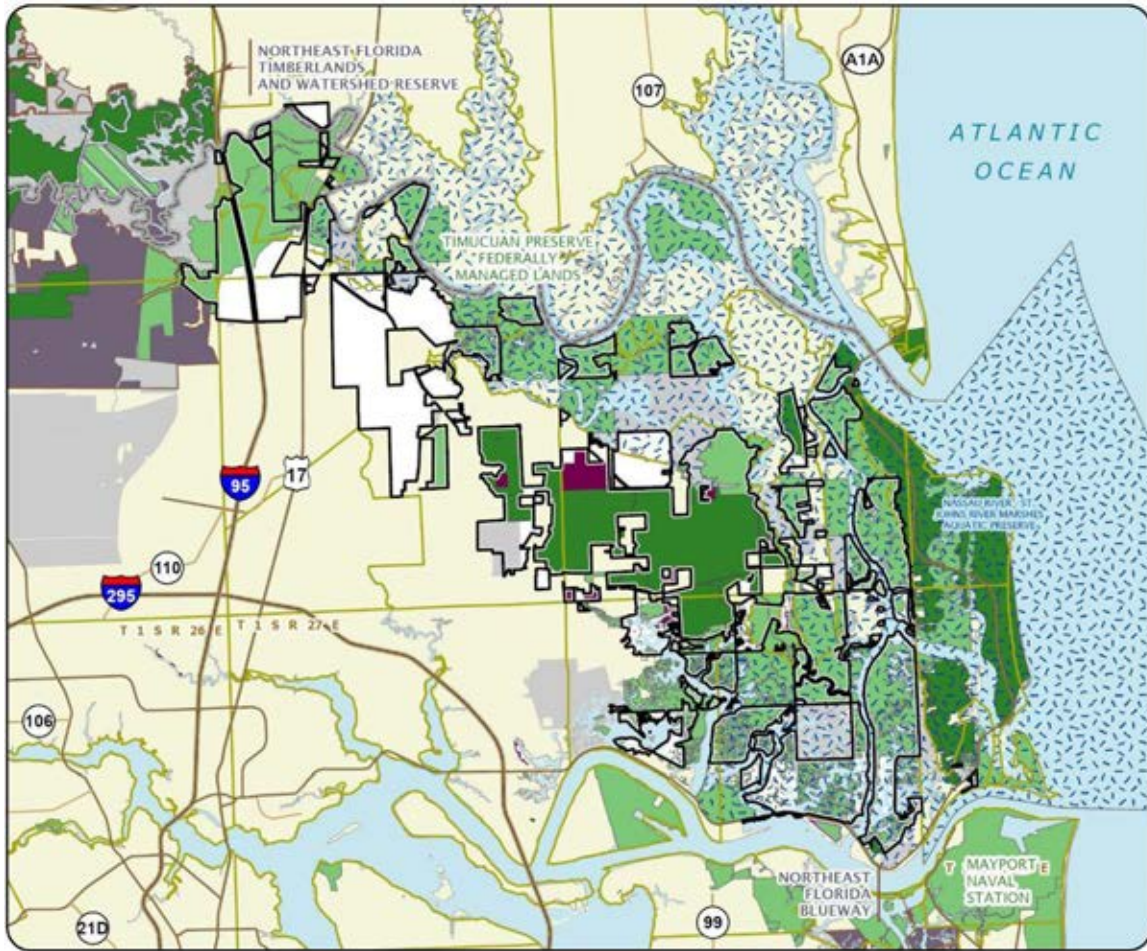 NORTHEAST FLORIDA
TIMBERLANDS
AND WATERSHED RESERVE
107
A1A
ATLANTIC
OCEAN
TIMUCUAN PRESERVE
"FEDERALLY
MANAGED LANDS
17
95
NASSAU RIVER - ST.
JOHNS RIVER MARSHES
AQUATIC PRESERVE
110
295
T 1 S R 26 E
T 1 S R 27 E
106
NORTHEAST
FLORIDA
BLUEWAY
T E
MAYPORT
NAVAL
STATION
99
21D